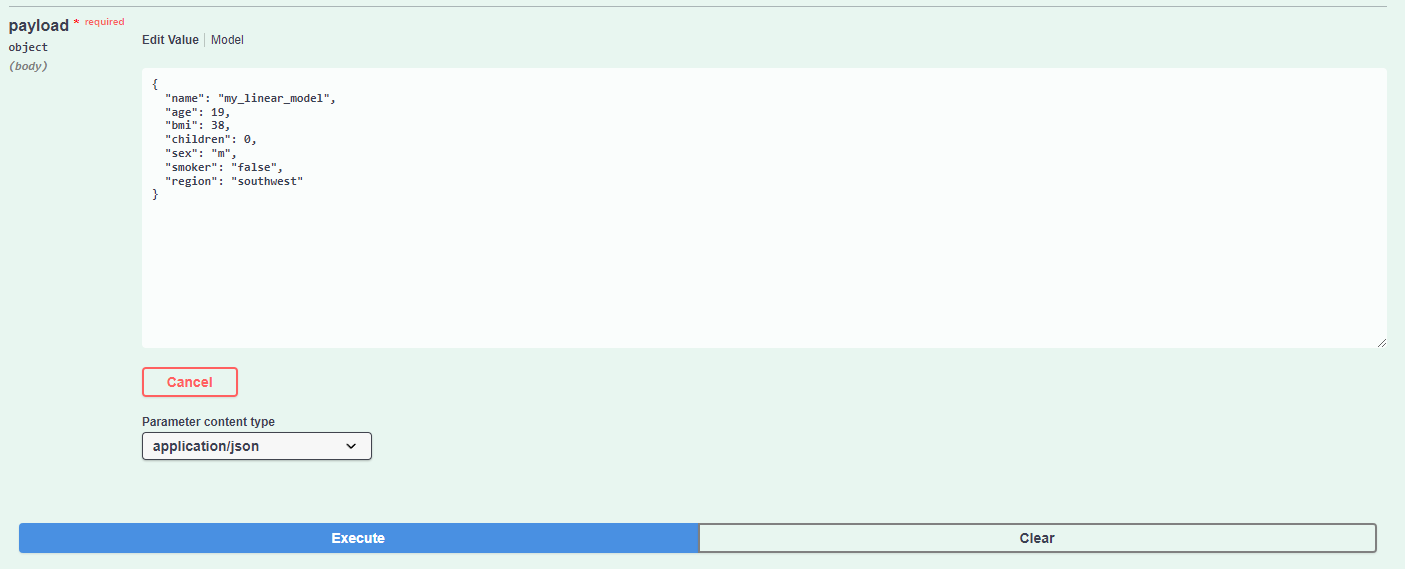 payload * required
object
(body)
Edit Value | Model
{
  "name": "my_linear_model",
  "age": 19,
  "bmi": 38,
  "children": 0,
  "sex": "m",
  "smoker": "false",
  "region": "southwest"
}
Cancel
Parameter content type
application/json
Execute
Clear